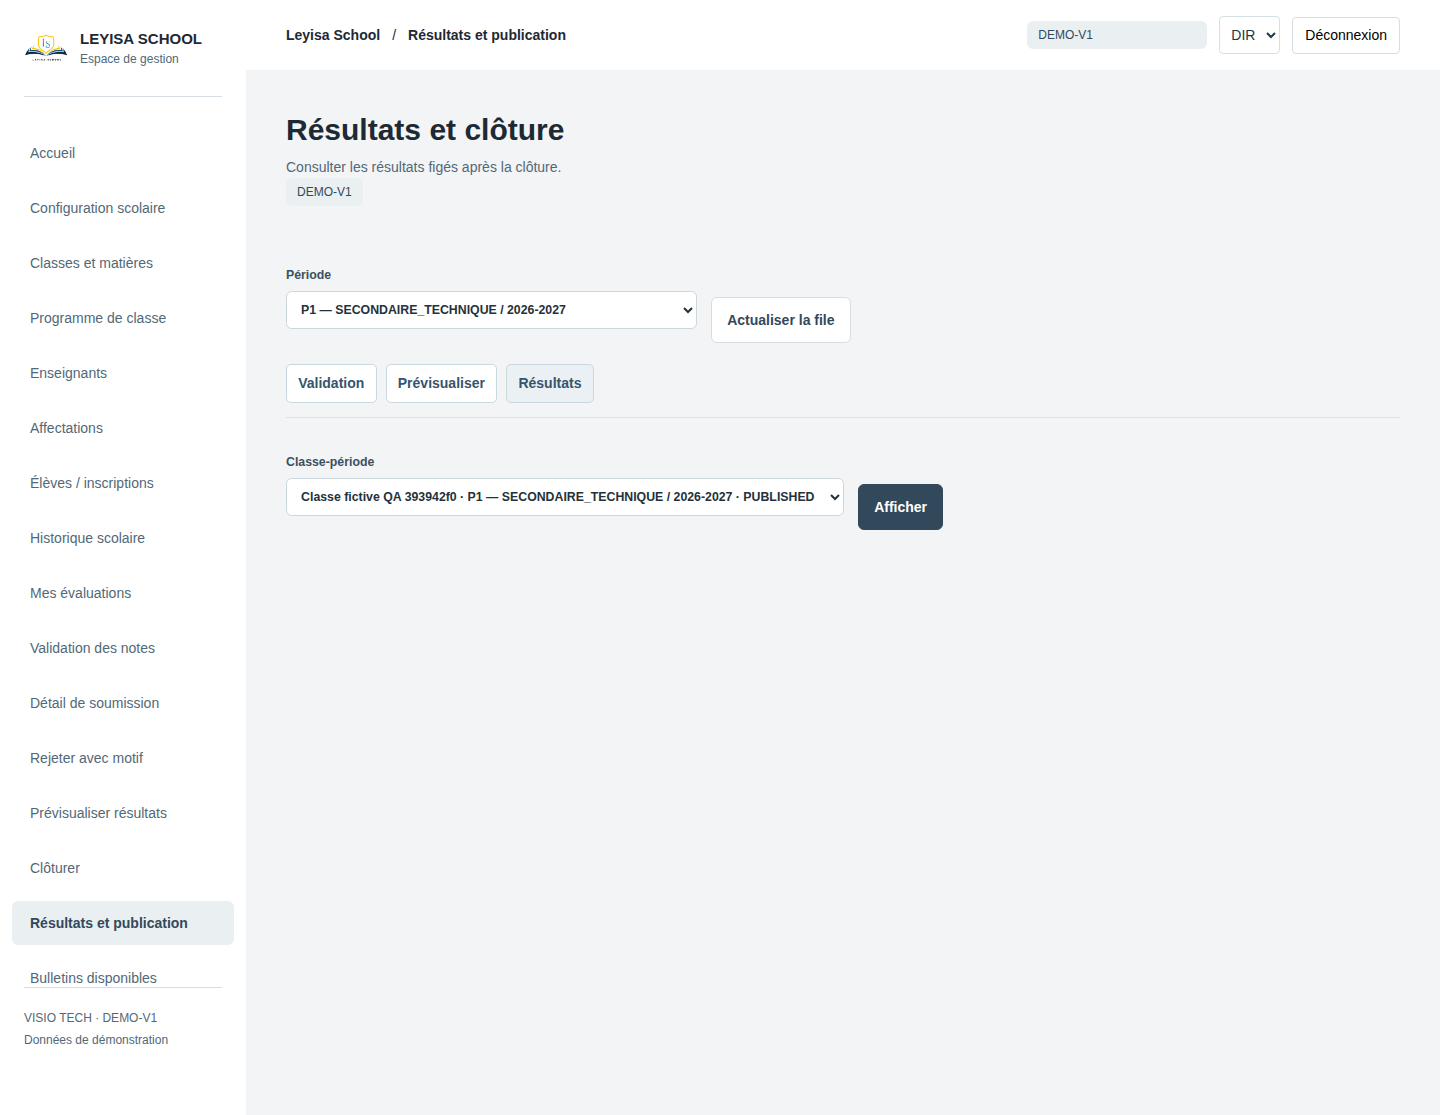 LEYISA SCHOOL
Espace de gestion
Leyisa School / Résultats et publication
DEMO-V1
DIR
Déconnexion
Accueil
Configuration scolaire
Classes et matières
Programme de classe
Enseignants
Affectations
Élèves / inscriptions
Historique scolaire
Mes évaluations
Validation des notes
Détail de soumission
Rejeter avec motif
Prévisualiser résultats
Clôturer
Résultats et publication
Bulletins disponibles
VISIO TECH · DEMO-V1
Données de démonstration
Résultats et clôture
Consulter les résultats figés après la clôture.
DEMO-V1
Période
P1 — SECONDAIRE_TECHNIQUE / 2026-2027
Actualiser la file
Validation
Prévisualiser
Résultats
Classe-période
Classe fictive QA 393942f0 · P1 — SECONDAIRE_TECHNIQUE / 2026-2027 · PUBLISHED
Afficher